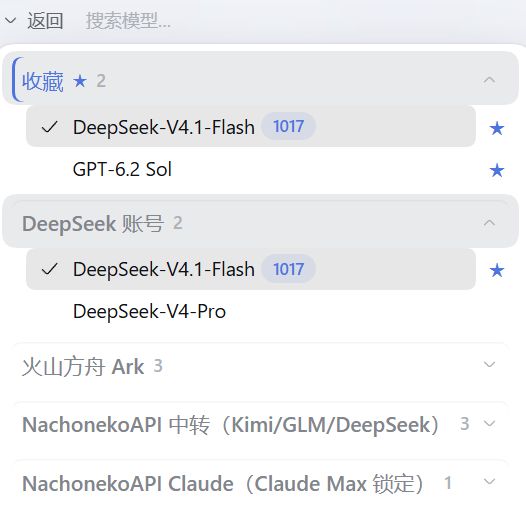 返回 搜索模型...
收藏 ★ 2
DeepSeek-V4.1-Flash 1017
GPT-6.2 Sol
DeepSeek 账号 2
DeepSeek-V4.1-Flash 1017
DeepSeek-V4-Pro
火山方舟 Ark 3
NachonekoAPI 中转（Kimi/GLM/DeepSeek） 3
NachonekoAPI Claude（Claude Max 锁定） 1